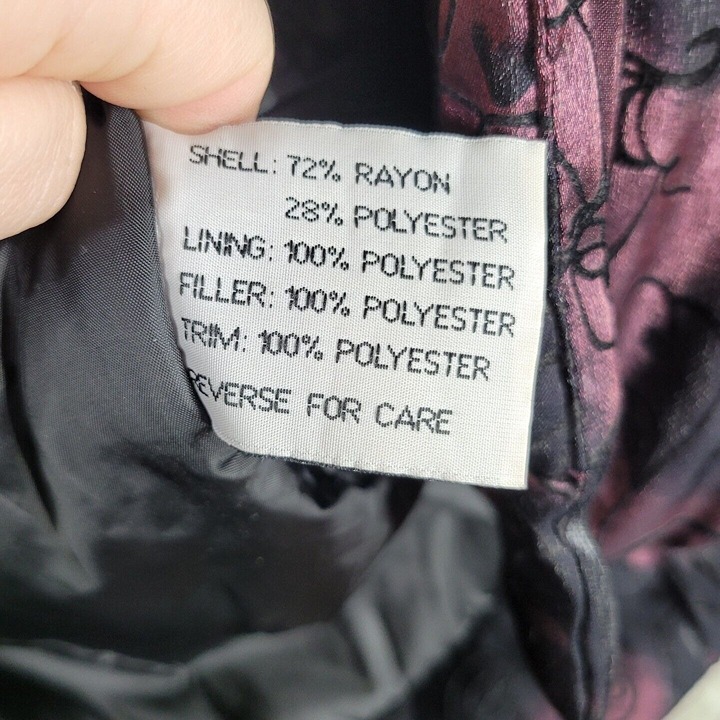 SHELL: 72% RAYON
28% POLYESTER
LINING: 100% POLYESTER
FILLER: 100% POLYESTER
TRIM: 100% POLYESTER
REVERSE FOR CARE